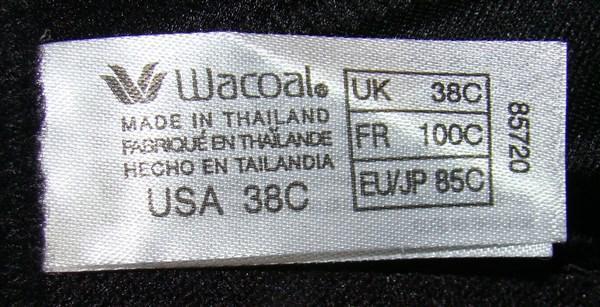 Wacoal®
MADE IN THAILAND
FABRIQUÉ EN THAÏLANDE
HECHO EN TAILANDIA
USA 38C
UK 38C
FR 100C
EU/JP 85C
85720